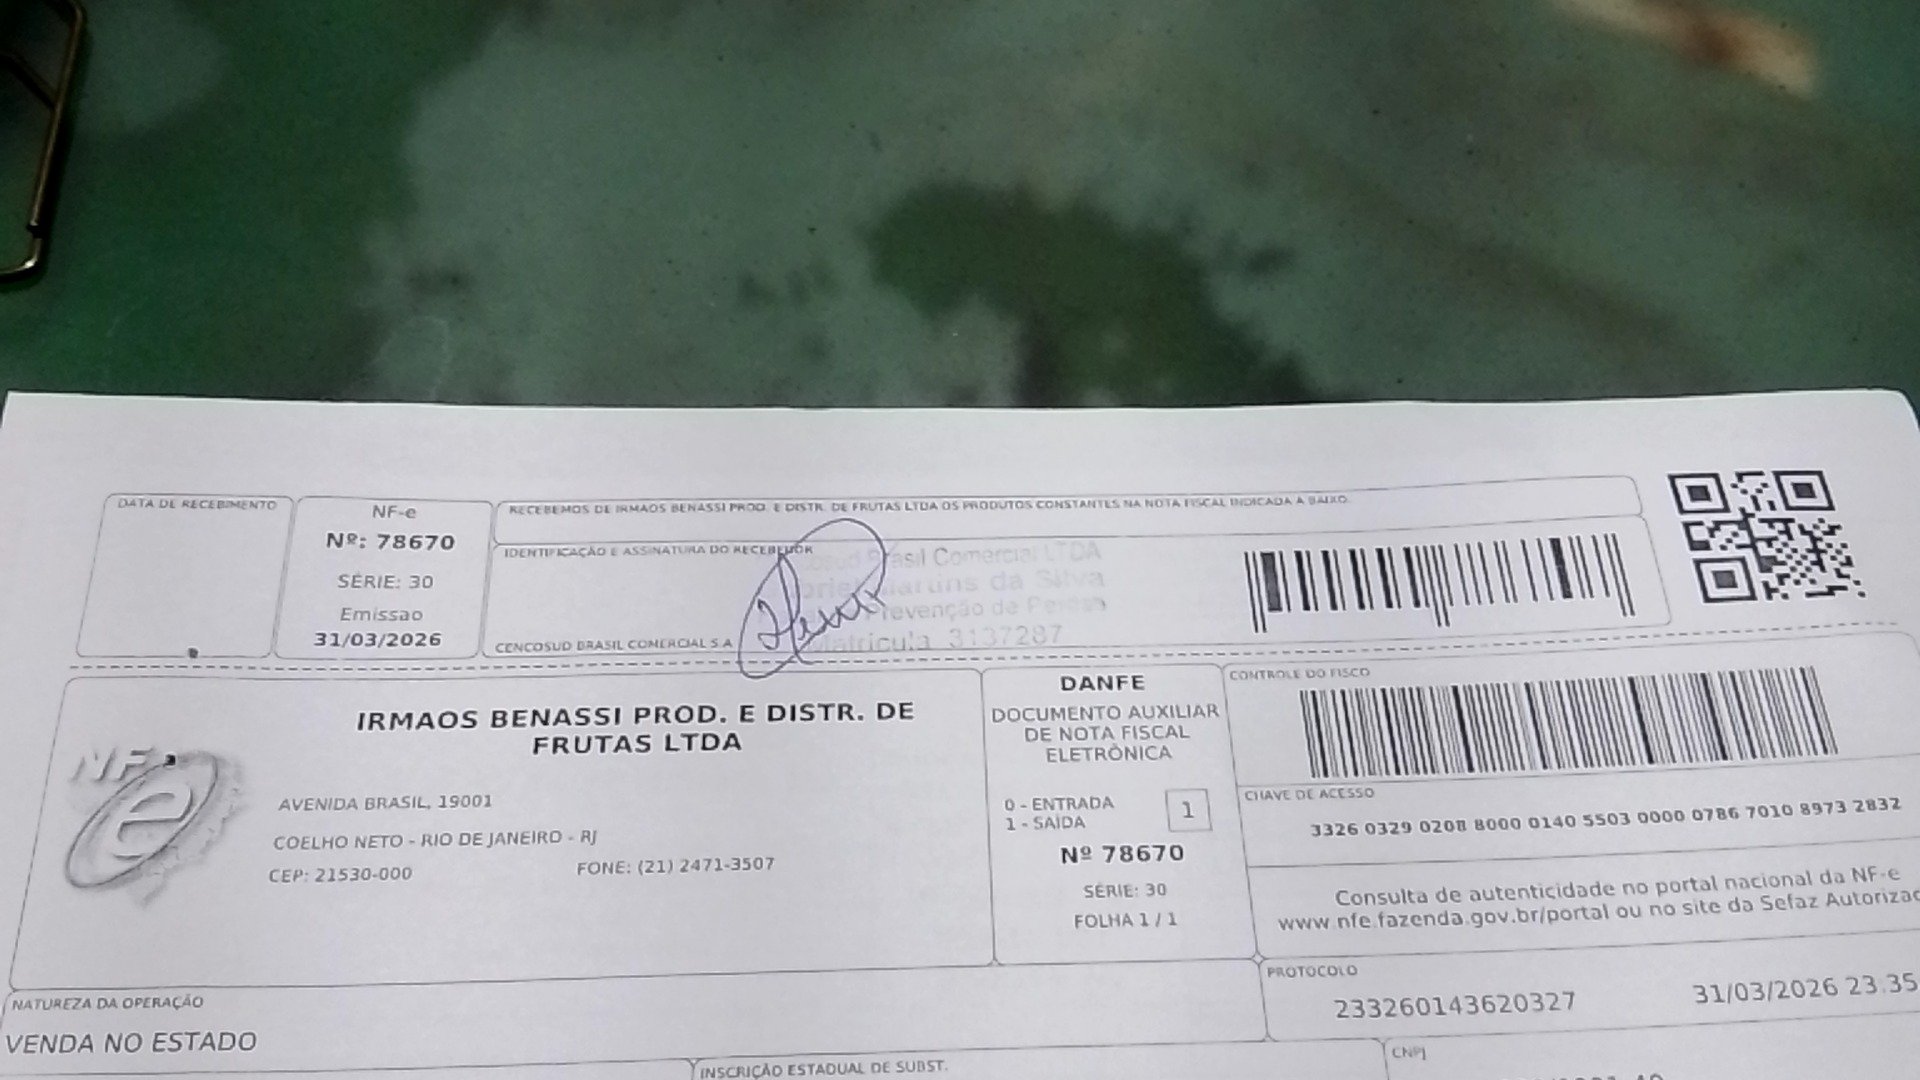 DATA DE RECEBIMENTO
NF-e
Nº: 78670
SÉRIE: 30
Emissao
31/03/2026
RECEBEMOS DE IRMAOS BENASSI PROD. E DISTR. DE FRUTAS LTDA OS PRODUTOS CONSTANTES NA NOTA FISCAL INDICADA A BAIXO
IDENTIFICAÇÃO E ASSINATURA DO RECEBEDOR
CENCOSUD BRASIL COMERCIAL S.A
Brasil Comercial LTDA
Martins da Silva
Prevenção de Perdas
Matricula 3137287
NF-e
IRMAOS BENASSI PROD. E DISTR. DE
FRUTAS LTDA
AVENIDA BRASIL, 19001
COELHO NETO - RIO DE JANEIRO - RJ
CEP: 21530-000 FONE: (21) 2471-3507
DANFE
DOCUMENTO AUXILIAR
DE NOTA FISCAL
ELETRÔNICA
0 - ENTRADA
1 - SAÍDA
1
Nº 78670
SÉRIE: 30
FOLHA 1 / 1
CONTROLE DO FISCO
CHAVE DE ACESSO
3326 0329 0208 8000 0140 5503 0000 0786 7010 8973 2832
Consulta de autenticidade no portal nacional da NF-e
www.nfe.fazenda.gov.br/portal ou no site da Sefaz
PROTOCOLO
233260143620327 31/03/2026 23:35
NATUREZA DA OPERAÇÃO
VENDA NO ESTADO
INSCRIÇÃO ESTADUAL DE SUBST.
CNPJ